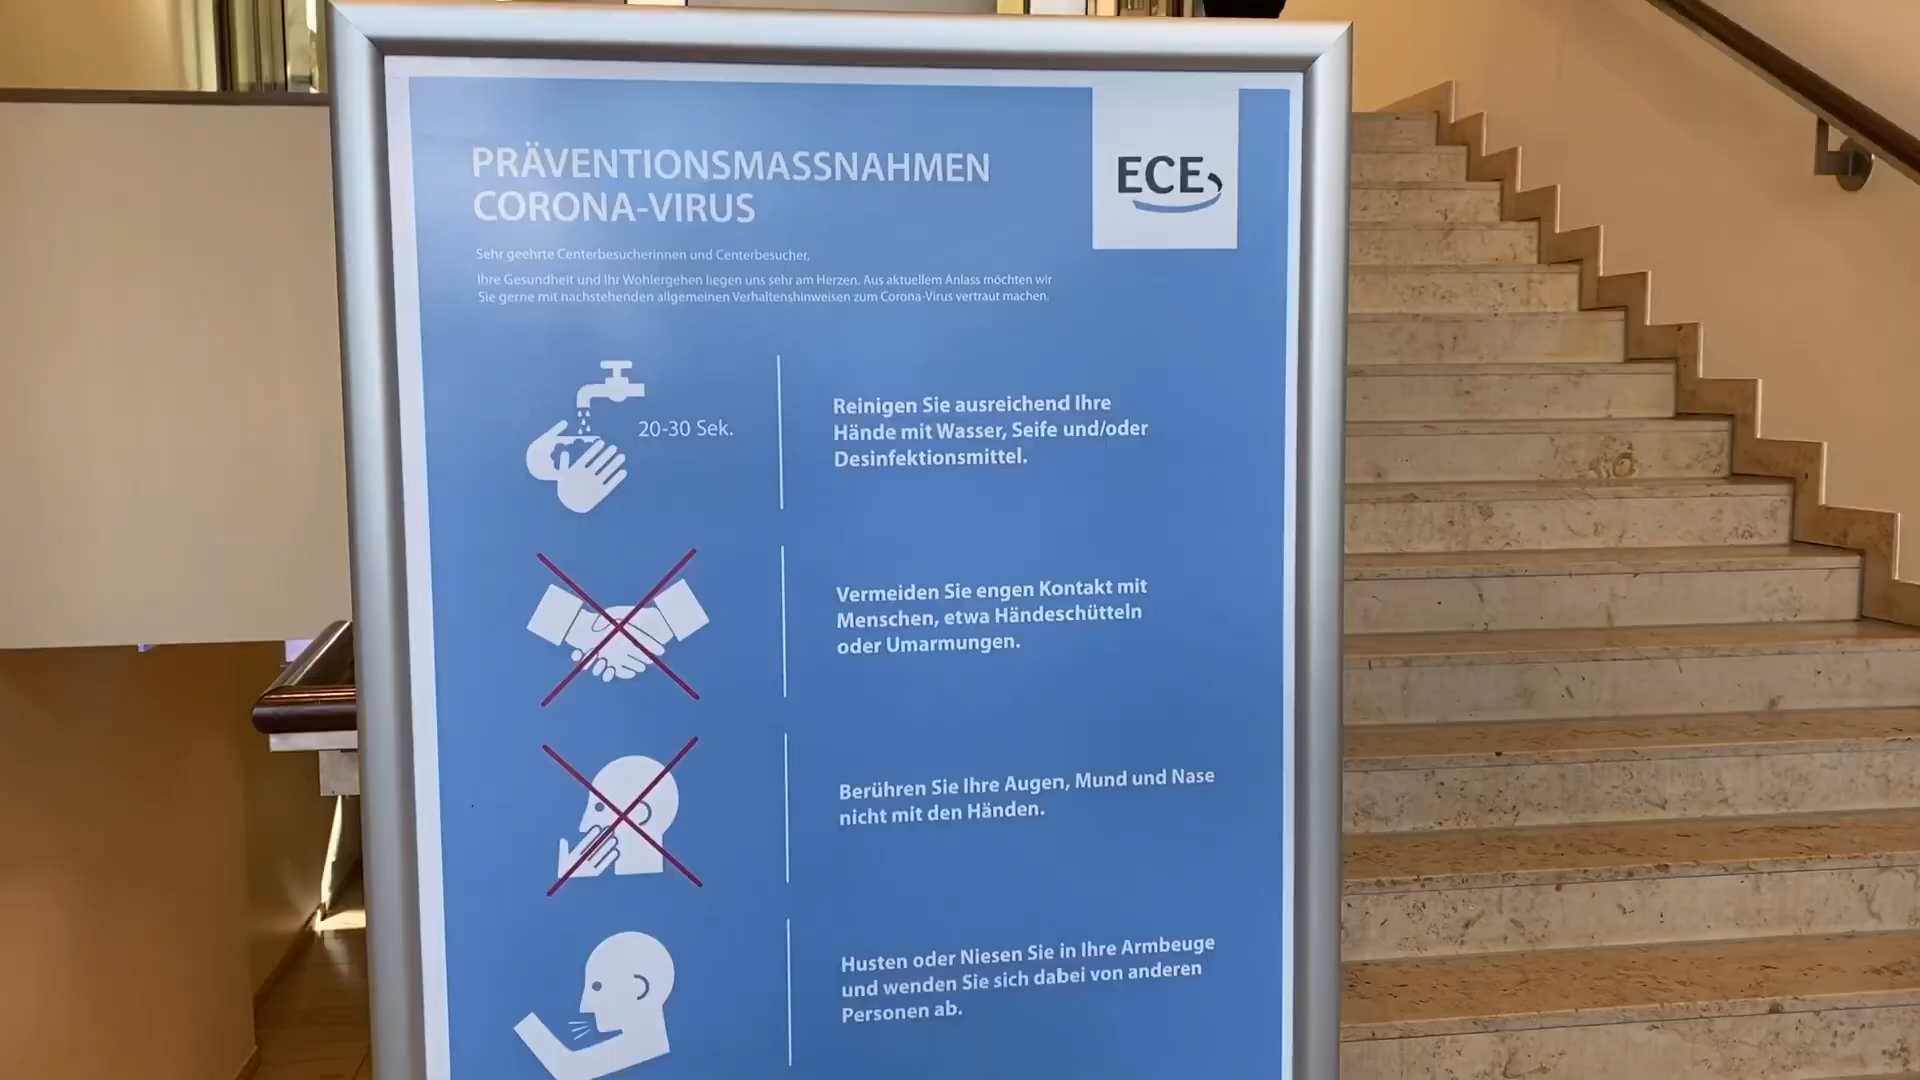 PRÄVENTIONSMASSNAHMEN
CORONA-VIRUS
ECE
Sehr geehrte Centerbesucherinnen und Centerbesucher,
Ihre Gesundheit und Ihr Wohlergehen liegen uns sehr am Herzen. Aus aktuellem Anlass möchten wir
Sie gerne mit nachstehenden allgemeinen Verhaltenshinweisen zum Corona-Virus vertraut machen.
20-30 Sek.
Reinigen Sie ausreichend Ihre
Hände mit Wasser, Seife und/oder
Desinfektionsmittel.
Vermeiden Sie engen Kontakt mit
Menschen, etwa Händeschütteln
oder Umarmungen.
Berühren Sie Ihre Augen, Mund und Nase
nicht mit den Händen.
Husten oder Niesen Sie in Ihre Armbeuge
und wenden Sie sich dabei von anderen
Personen ab.